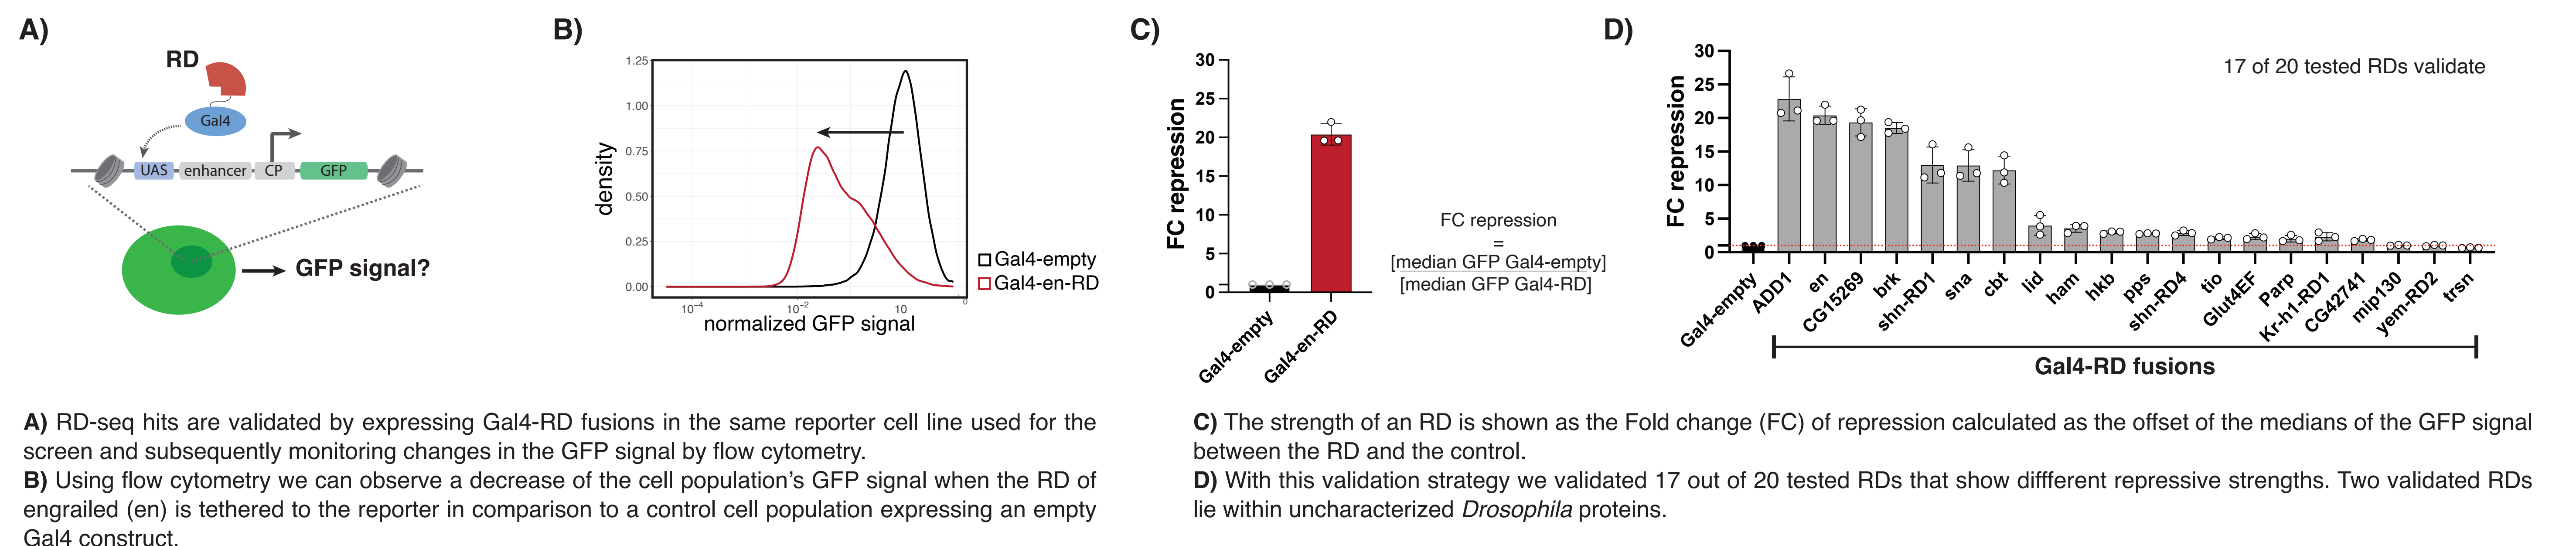 A)
RD
Gal4
UAS enhancer CP GFP
GFP signal?
B)
1.25
1.00
0.75
0.50
0.25
0.00
density
10−4 10−2 10 0
normalized GFP signal
Gal4-empty
Gal4-en-RD
C)
30
25
20
15
10
5
0
FC repression
Gal4-empty
Gal4-en-RD
FC repression
=
[median GFP Gal4-empty]
[median GFP Gal4-RD]
D)
17 of 20 tested RDs validate
30
25
20
15
10
5
0
FC repression
Gal4-empty
ADD1
en
CG15269
brk
shn-RD1
sna
cbt
lid
ham
hkb
pps
shn-RD4
tio
Glut4EF
Parp
Kr-h1-RD1
CG42741
mip130
yem-RD2
trsn
Gal4-RD fusions
A) RD-seq hits are validated by expressing Gal4-RD fusions in the same reporter cell line used for the
screen and subsequently monitoring changes in the GFP signal by flow cytometry.
B) Using flow cytometry we can observe a decrease of the cell population's GFP signal when the RD of
engrailed (en) is tethered to the reporter in comparison to a control cell population expressing an empty
Gal4 construct.
C) The strength of an RD is shown as the Fold change (FC) of repression calculated as the offset of the medians of the GFP signal
between the RD and the control.
D) With this validation strategy we validated 17 out of 20 tested RDs that show diffferent repressive strengths. Two validated RDs
lie within uncharacterized Drosophila proteins.